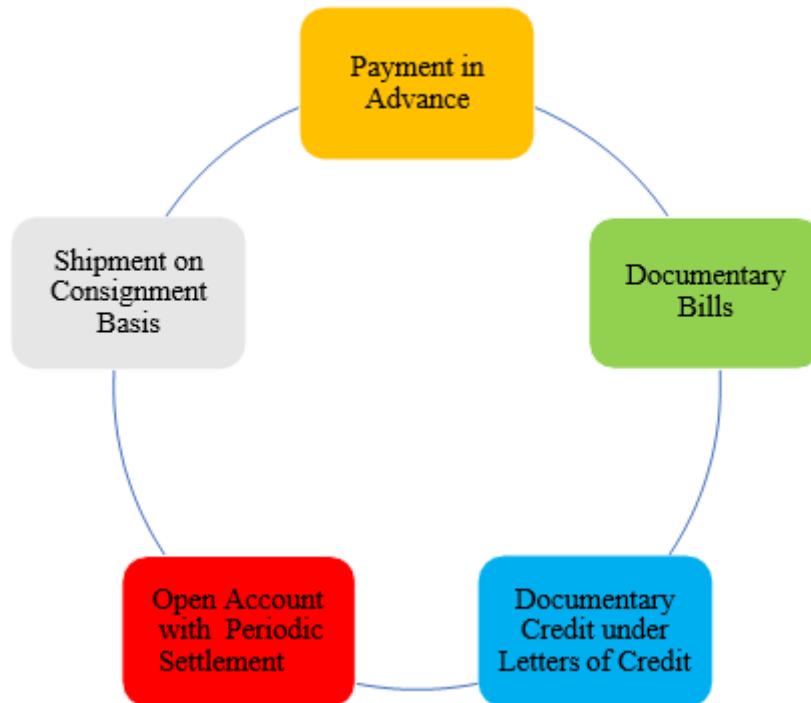 Payment in
Advance
Documentary
Bills
Documentary
Credit under
Letters of Credit
Open Account
with Periodic
Settlement
Shipment on
Consignment
Basis